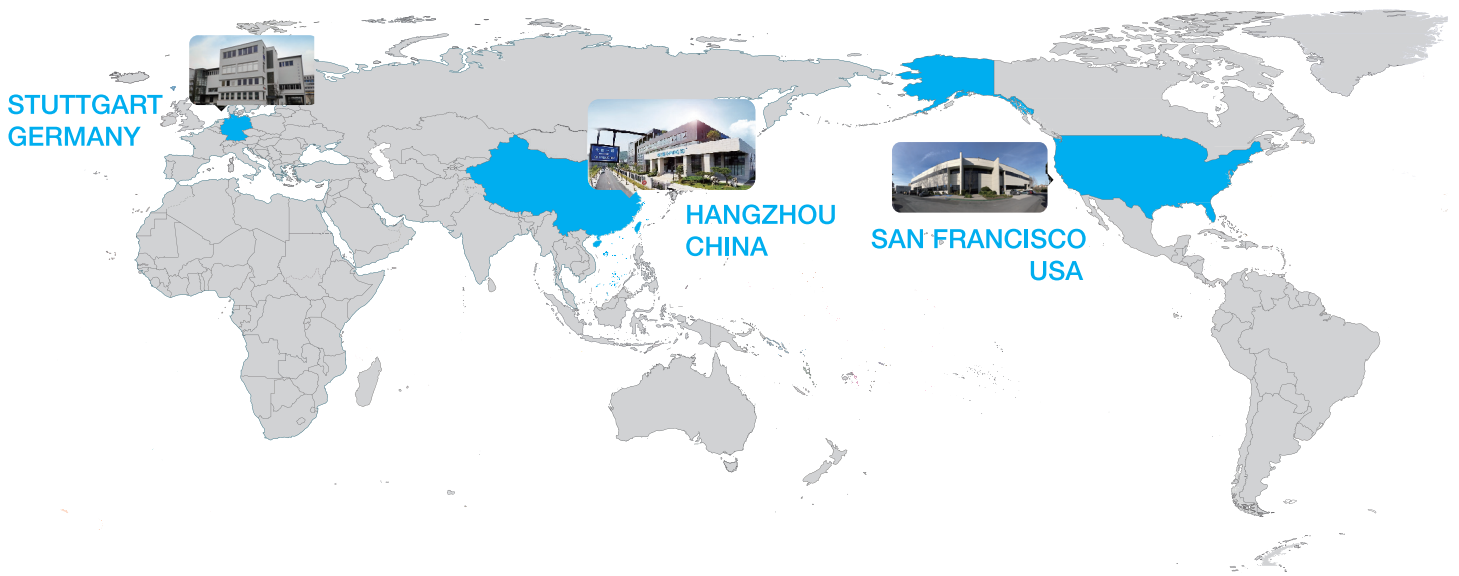 STUTTGART
GERMANY
HANGZHOU
CHINA
SAN FRANCISCO
USA